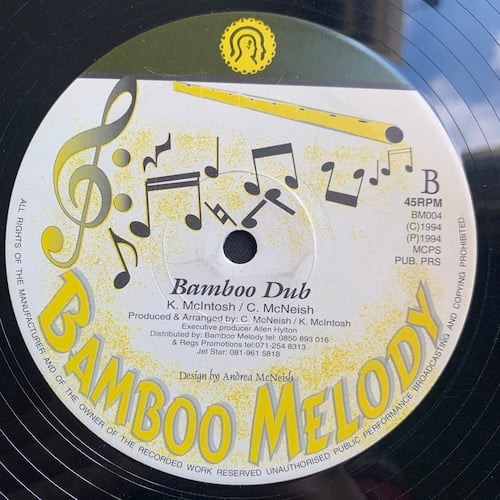 B
45RPM
BM004
(C)1994
(P)1994
MCPS
PUB. PRS
Bamboo Dub
K. McIntosh / C. McNeish
Produced & Arranged by: C. McNeish / K. McIntosh
Executive producer Allen Hylton
Distributed by: Bamboo Melody tel: 0850 893 016
& Regs Promotions tel:071-254 8313
Jet Star: 081-961 5818
Design by Andrea McNeish
BAMBOO MELODY
ALL RIGHTS OF THE MANUFACTURER AND OF THE OWNER OF THE RECORDED WORK RESERVED UNAUTHORISED PUBLIC PERFORMANCE BROADCASTING AND COPYING PROHIBITED.